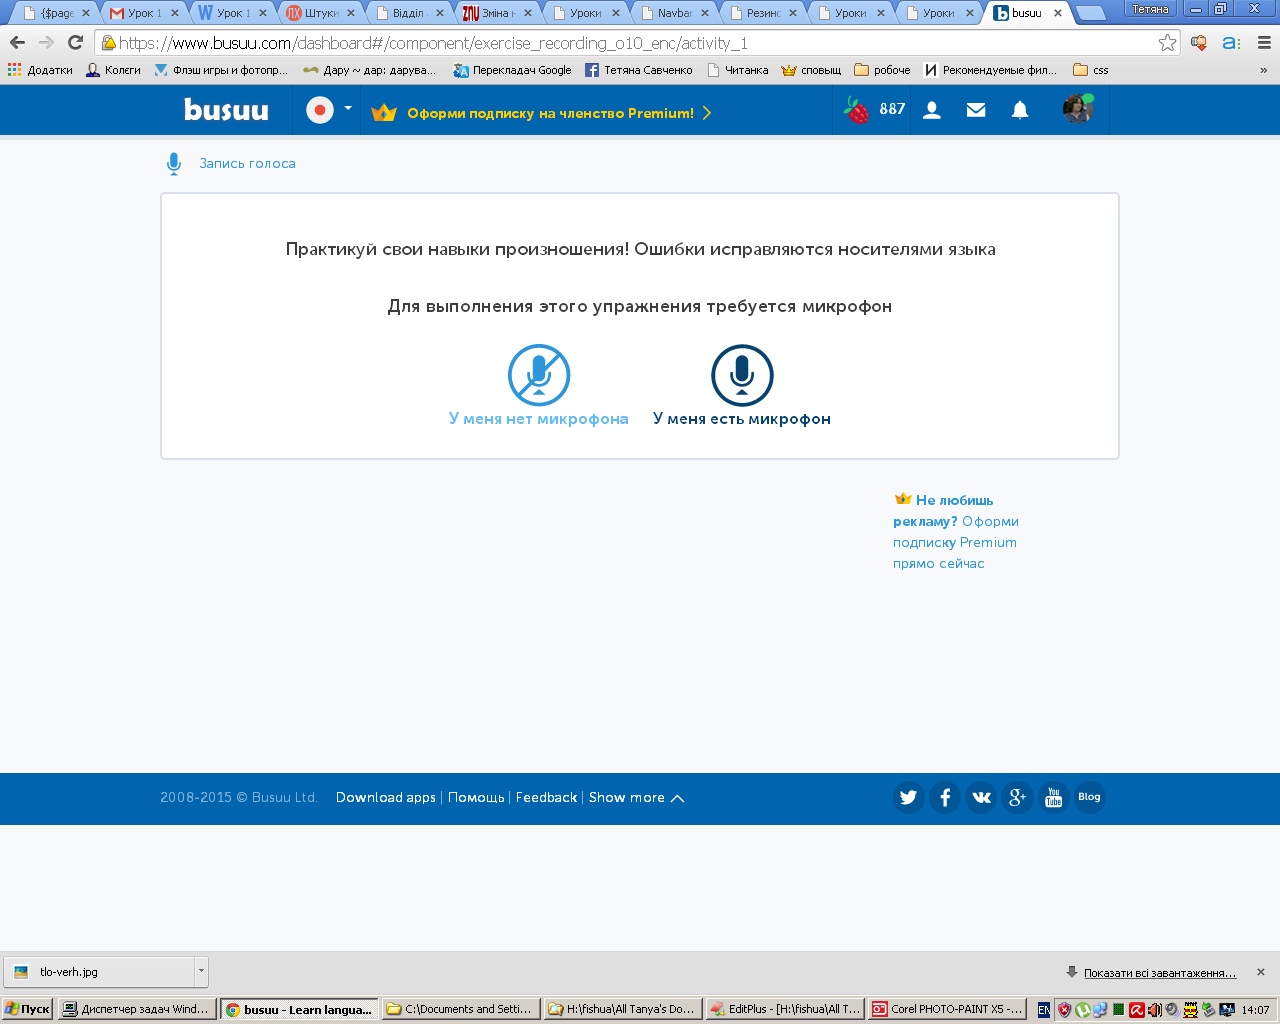 {$page
Урок 1
Урок 1
Штуки
Відділ
Зміна н
Уроки
Navbar
Резинс
Уроки
Уроки
busuu
Тетяна
https://www.busuu.com/dashboard#/component/exercise_recording_o10_enc/activity_1
Додатки
Колєги
Флэш игры и фотопр...
Дару ~ дар: дарува...
Перекладач Google
Тетяна Савченко
Читанка
сповыщ
робоче
Рекомендуемые фил...
css
»
busuu
Оформи подписку на членство Premium!
887
Запись голоса
Практикуй свои навыки произношения! Ошибки исправляются носителями языка
Для выполнения этого упражнения требуется микрофон
У меня нет микрофона
У меня есть микрофон
Не любишь
рекламу? Оформи
подписку Premium
прямо сейчас
2008-2015 © Busuu Ltd.
Download apps | Помощь | Feedback | Show more
You Tube
Blog
tlo-verh.jpg
Показати всі завантаження...
Пуск
Диспетчер задач Wind...
busuu - Learn langua...
C:\Documents and Setti...
H:\fishua\All Tanya's Do...
EditPlus - [H:\fishua\All T...
Corel PHOTO-PAINT X5 -...
EN
14:07